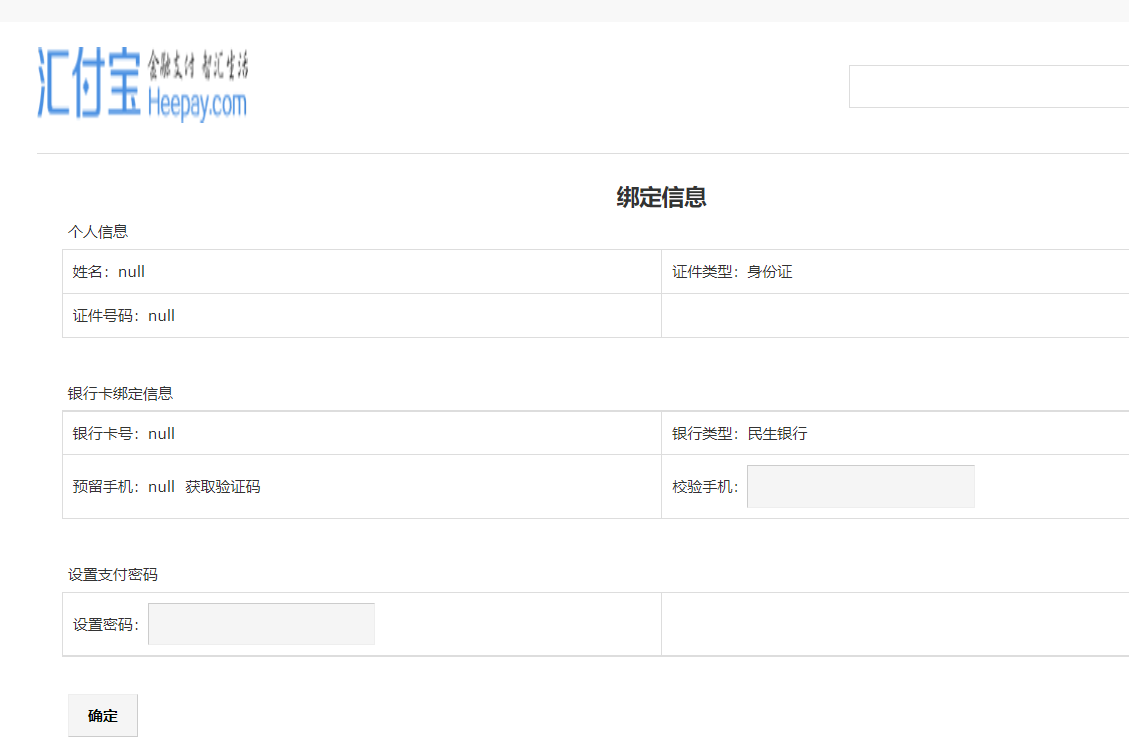 汇付宝 金融支付 智汇生活
Heepay.com
绑定信息
个人信息
姓名：null 证件类型：身份证
证件号码：null
银行卡绑定信息
银行卡号：null 银行类型：民生银行
预留手机：null 获取验证码 校验手机：
设置支付密码
设置密码：
确定